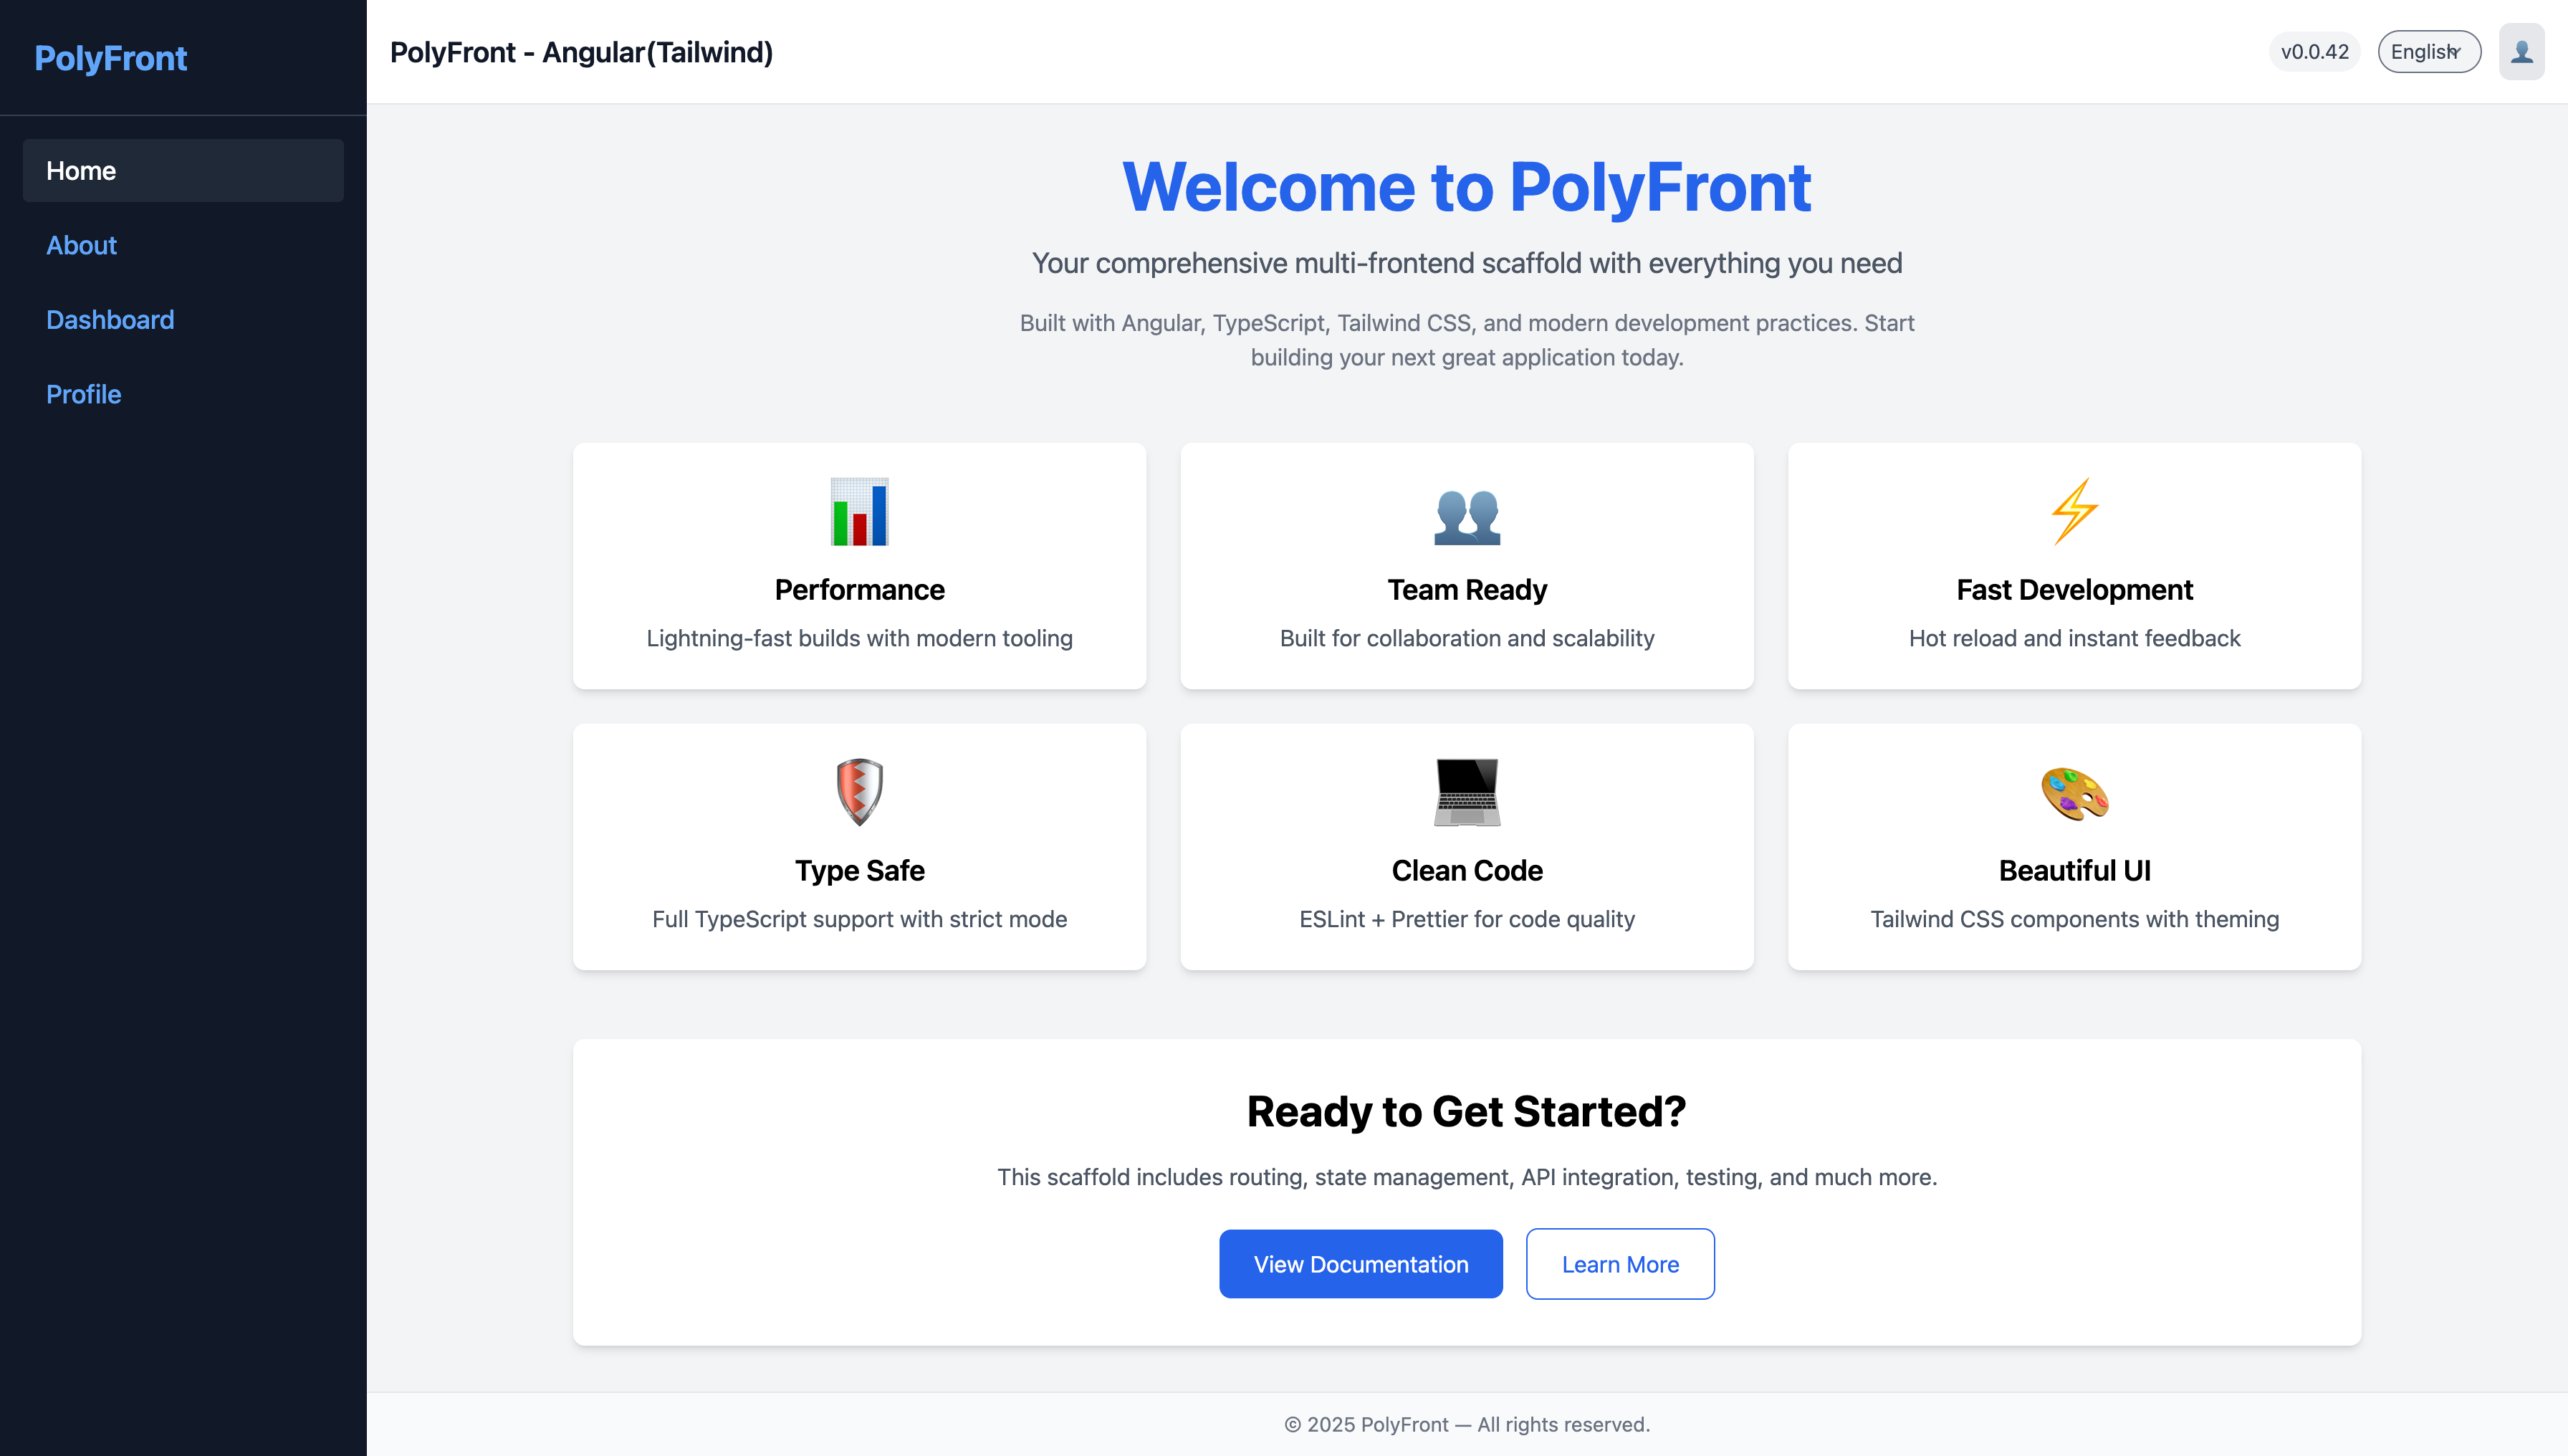 PolyFront
Home
About
Dashboard
Profile
PolyFront - Angular(Tailwind)
v0.0.42
English
Welcome to PolyFront
Your comprehensive multi-frontend scaffold with everything you need
Built with Angular, TypeScript, Tailwind CSS, and modern development practices. Start
building your next great application today.
Performance
Lightning-fast builds with modern tooling
Team Ready
Built for collaboration and scalability
Fast Development
Hot reload and instant feedback
Type Safe
Full TypeScript support with strict mode
Clean Code
ESLint + Prettier for code quality
Beautiful UI
Tailwind CSS components with theming
Ready to Get Started?
This scaffold includes routing, state management, API integration, testing, and much more.
View Documentation
Learn More
© 2025 PolyFront — All rights reserved.